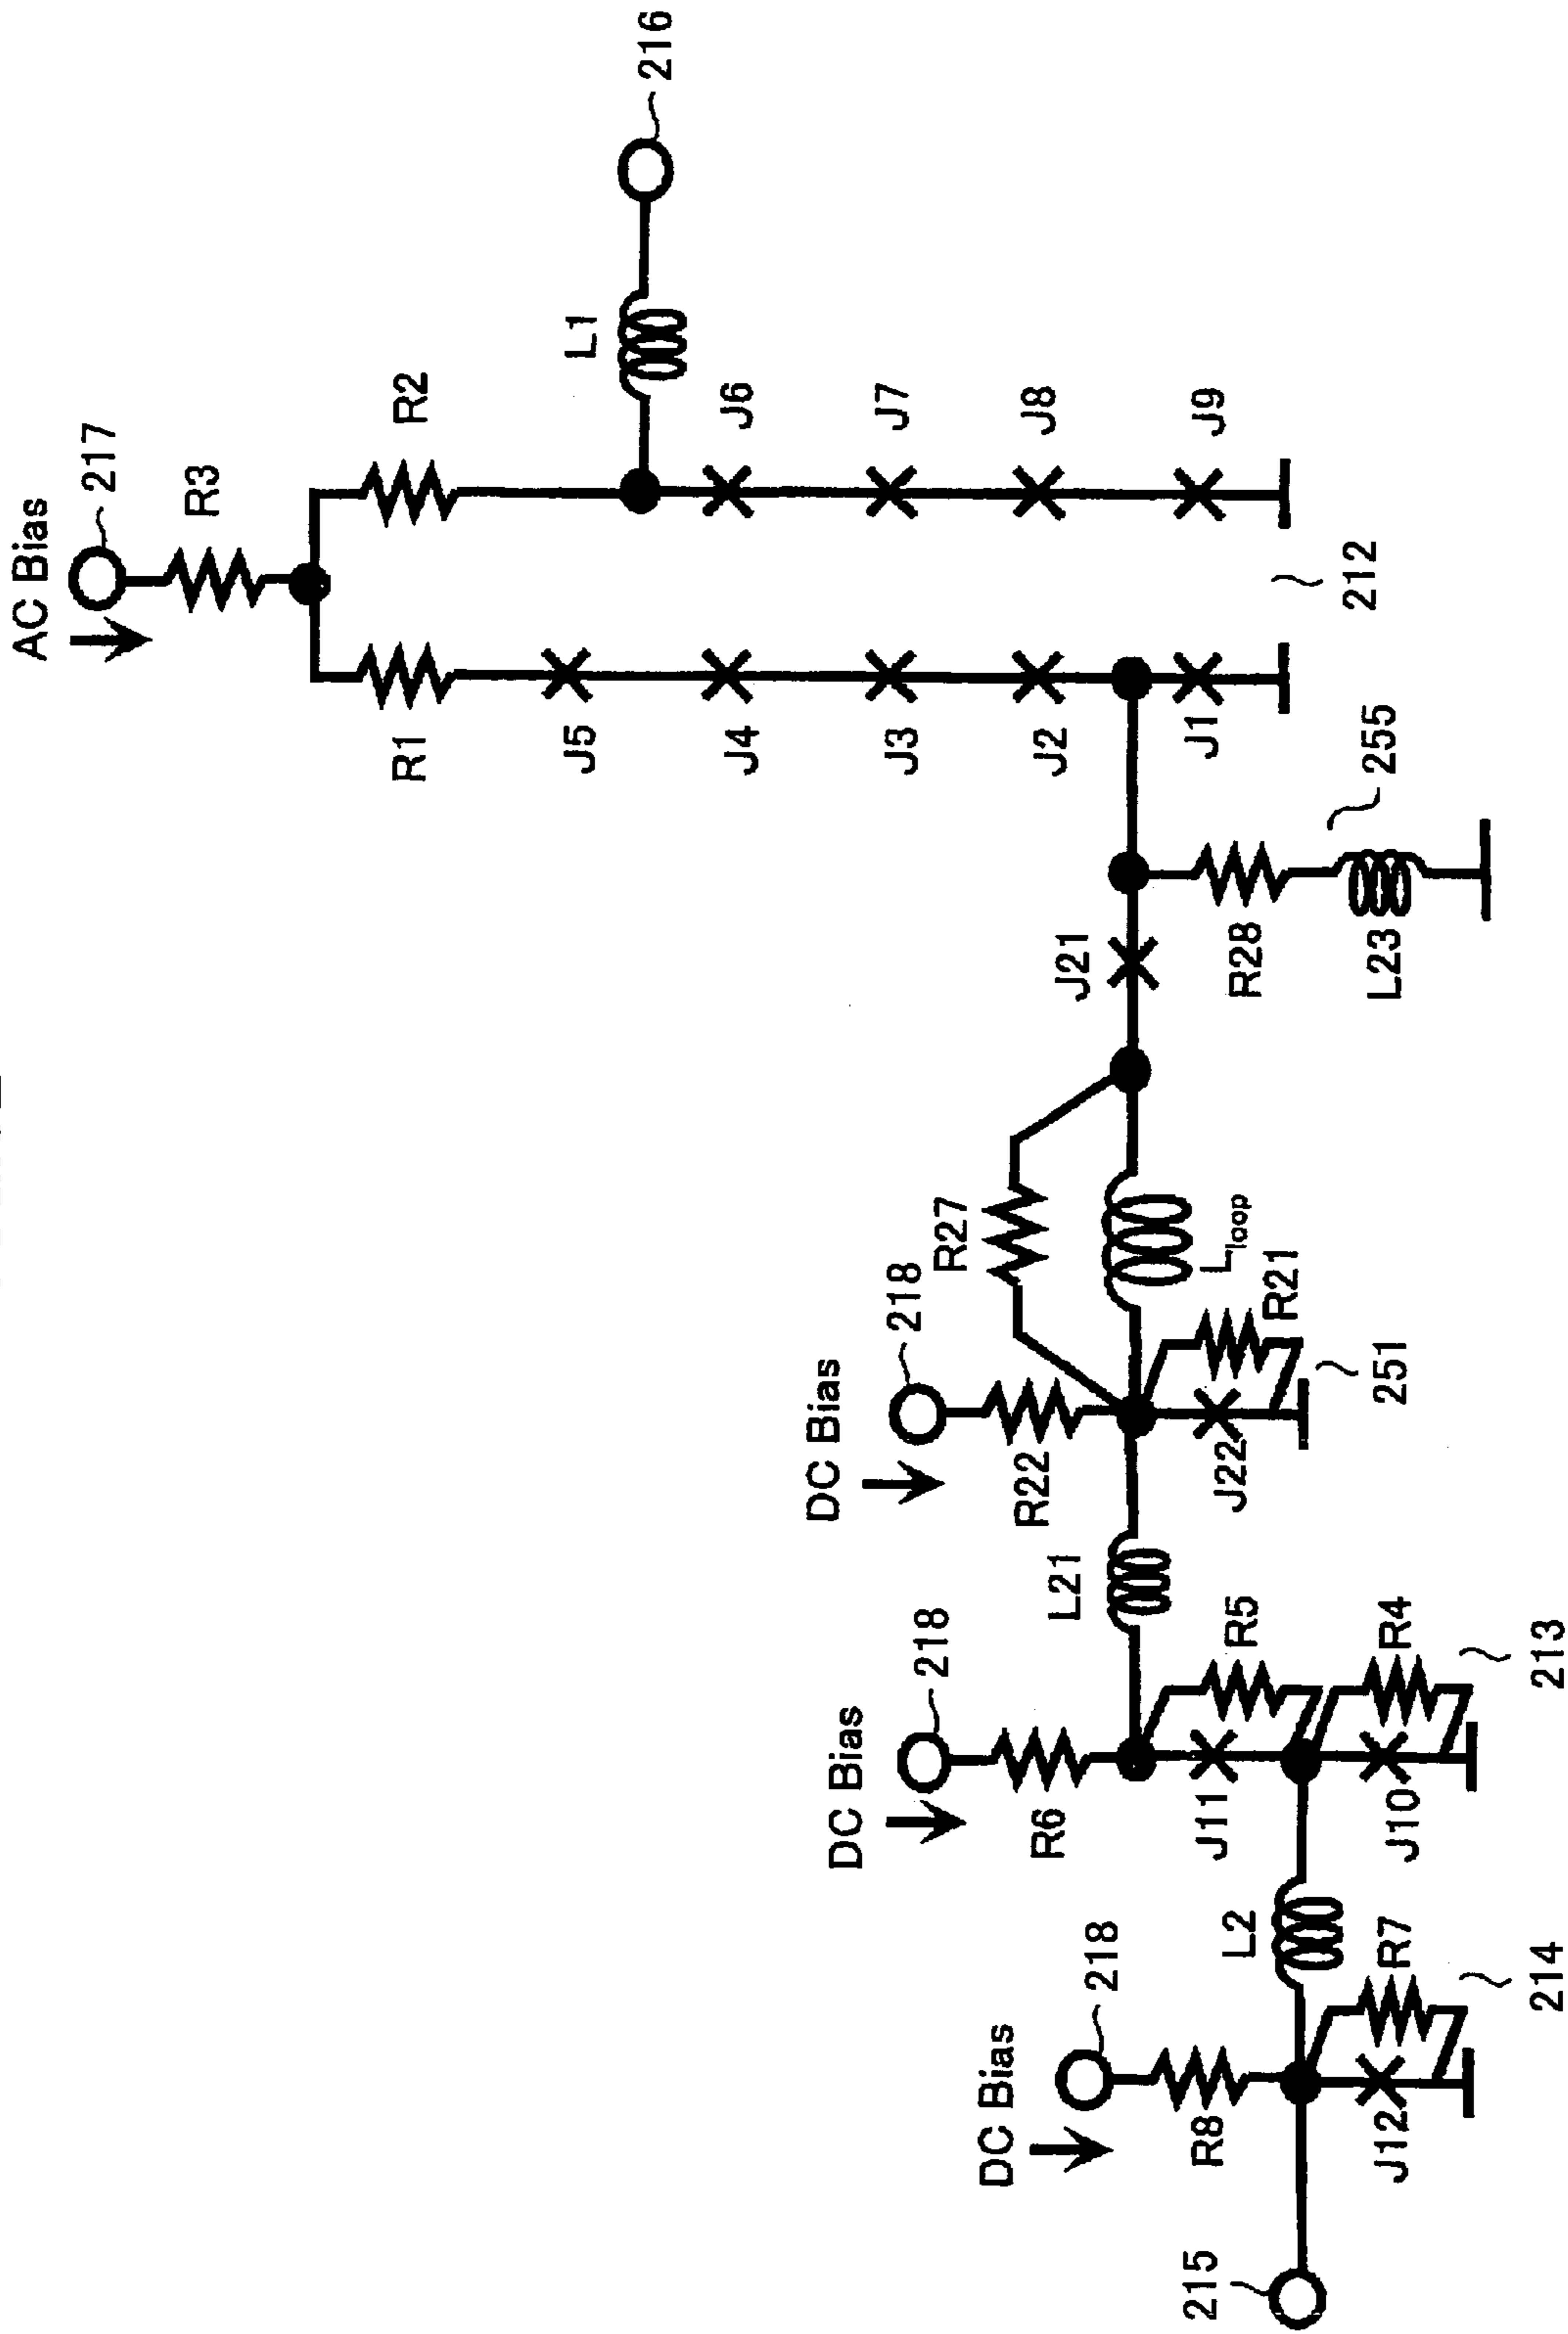 AC Bias
217
R3
R1
R2
L1
216
J5
J4
J3
J2
J1
J6
J7
J8
J9
212
J21
R28
L23
255
R27
L loop
DC Bias
218
R22
J22
R21
251
L21
DC Bias
218
R6
J11
R5
J10
R4
213
L2
DC Bias
218
R8
J12
R7
214
215